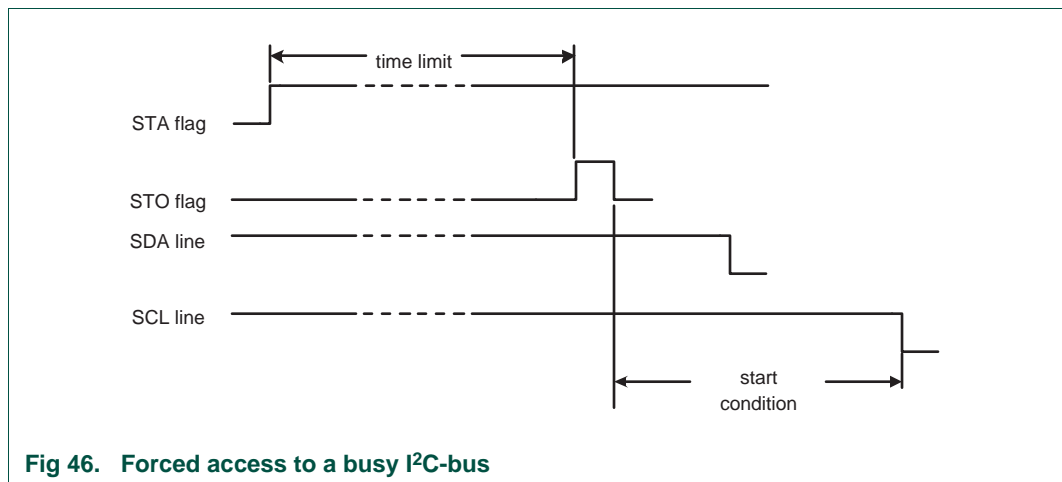 time limit
STA flag
STO flag
SDA line
SCL line
start
condition
Fig 46. Forced access to a busy I²C-bus